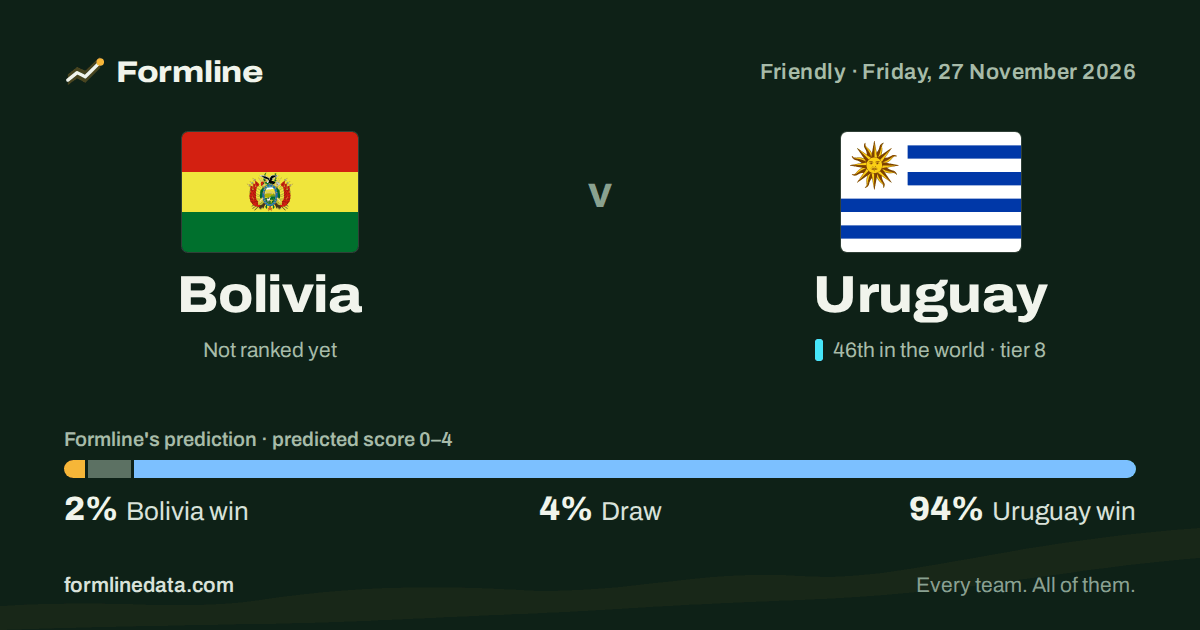 Formline
Friendly · Friday, 27 November 2026
v
Bolivia
Uruguay
Not ranked yet
46th in the world · tier 8
Formline's prediction · predicted score 0–4
2% Bolivia win
4% Draw
94% Uruguay win
formlinedata.com
Every team. All of them.